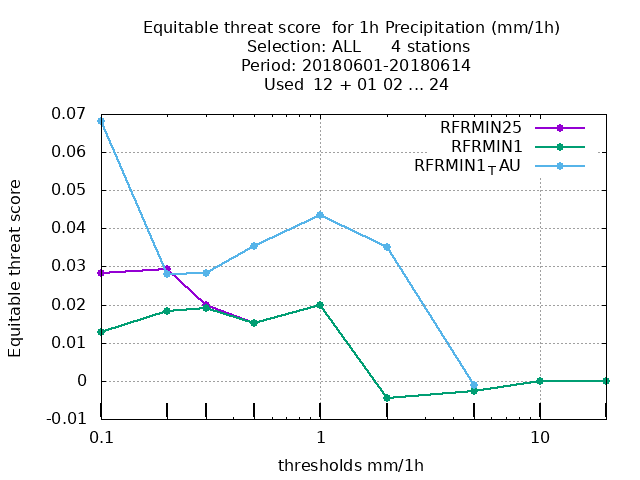 Equitable threat score  for 1h Precipitation (mm/1h)
Selection: ALL      4 stations
Period: 20180601-20180614
Used  12 + 01 02 ... 24
RFRMIN25
RFRMIN1
RFRMIN1TAU
0.07
0.06
0.05
0.04
0.03
0.02
0.01
0
-0.01
Equitable threat score
0.1 1 10
thresholds mm/1h